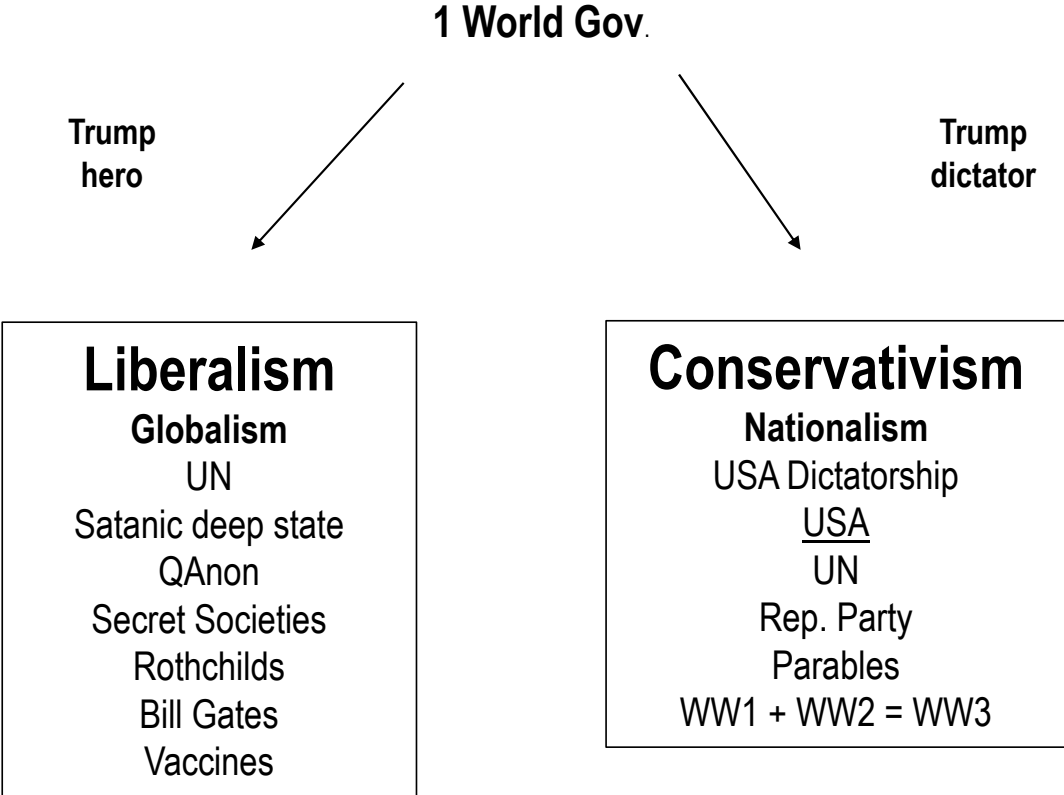 1 World Gov.
Trump
hero
Trump
dictator
Liberalism
Globalism
UN
Satanic deep state
QAnon
Secret Societies
Rothchilds
Bill Gates
Vaccines
Conservativism
Nationalism
USA Dictatorship
USA
UN
Rep. Party
Parables
WW1 + WW2 = WW3